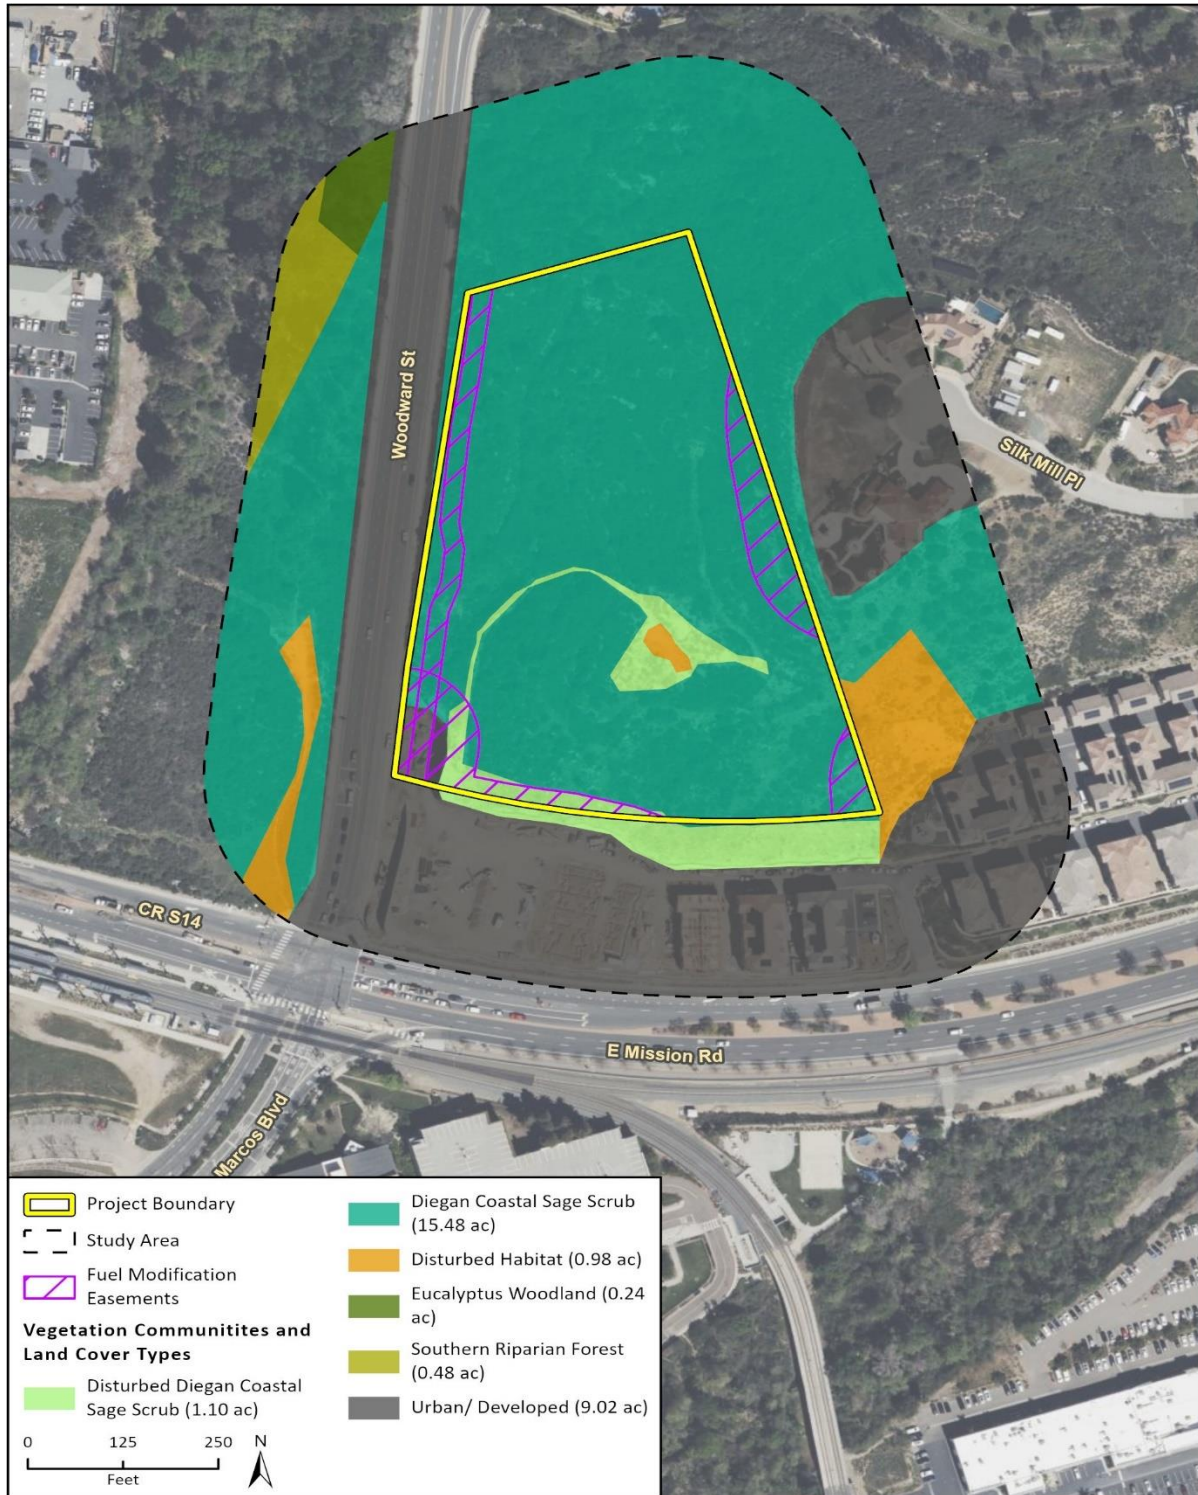 Woodward St
Silk Mill Pl
CR S14
E Mission Rd
Marcos Blvd
Project Boundary
Study Area
Fuel Modification
Easements
Vegetation Communitites and
Land Cover Types
Disturbed Diegan Coastal
Sage Scrub (1.10 ac)
0 125 250
Feet
N
Diegan Coastal Sage Scrub
(15.48 ac)
Disturbed Habitat (0.98 ac)
Eucalyptus Woodland (0.24
ac)
Southern Riparian Forest
(0.48 ac)
Urban/ Developed (9.02 ac)